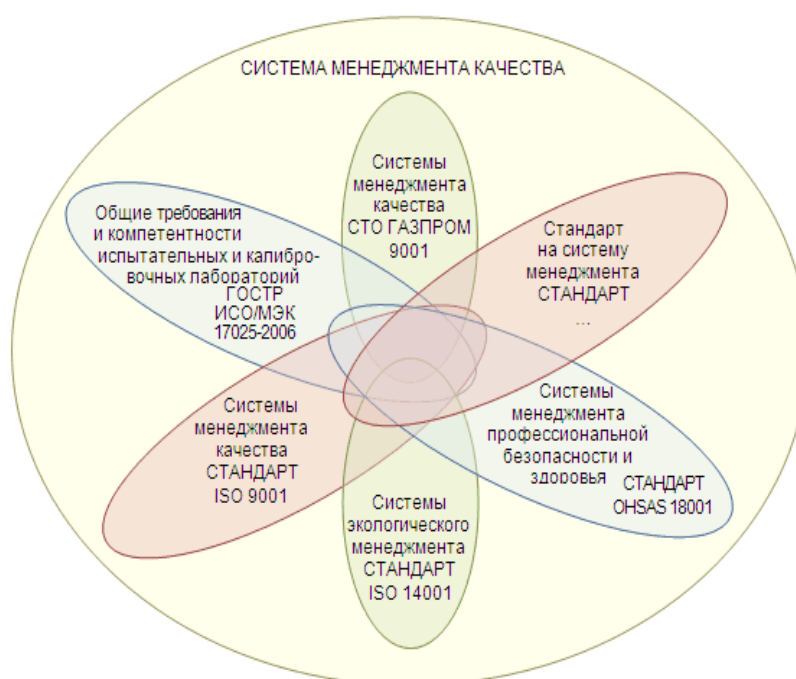 СИСТЕМА МЕНЕДЖМЕНТА КАЧЕСТВА
Системы
менеджмента
качества
СТО ГАЗПРОМ
9001
Общие требования
и компетентности
испытательных и калибро-
вочных лабораторий
ГОСТР
ИСО/МЭК
17025-2006
Стандарт
на систему
менеджмента
СТАНДАРТ
...
Системы
менеджмента
качества
СТАНДАРТ
ISO 9001
Системы
менеджмента
профессиональной
безопасности и
здоровья
СТАНДАРТ
OHSAS 18001
Системы
экологического
менеджмента
СТАНДАРТ
ISO 14001